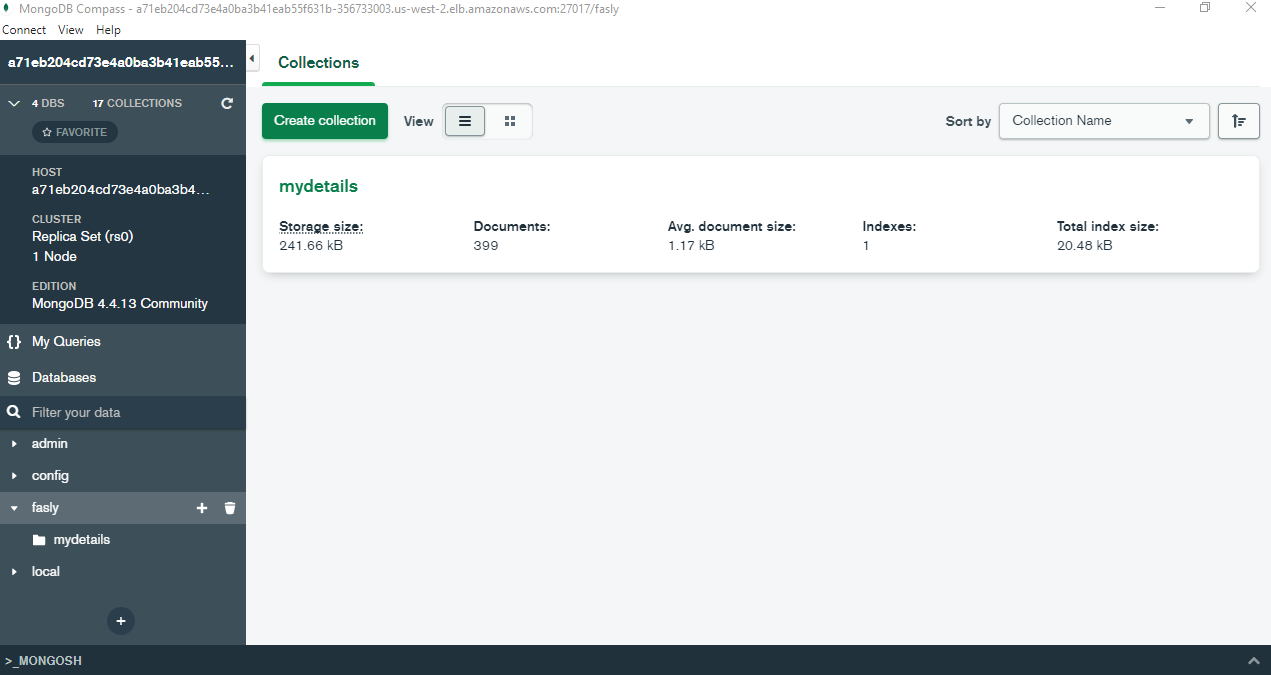 MongoDB Compass - a71eb204cd73e4a0ba3b41eab55f631b-356733003.us-west-2.elb.amazonaws.com:27017/fasly
Connect View Help
a71eb204cd73e4a0ba3b41eab55...
4 DBS 17 COLLECTIONS
FAVORITE
HOST
a71eb204cd73e4a0ba3b4...
CLUSTER
Replica Set (rs0)
1 Node
EDITION
MongoDB 4.4.13 Community
{} My Queries
Databases
Filter your data
admin
config
fasly
mydetails
local
Collections
Create collection View Sort by Collection Name
mydetails
Storage size: Documents: Avg. document size: Indexes: Total index size:
241.66 kB 399 1.17 kB 1 20.48 kB
>_MONGOSH